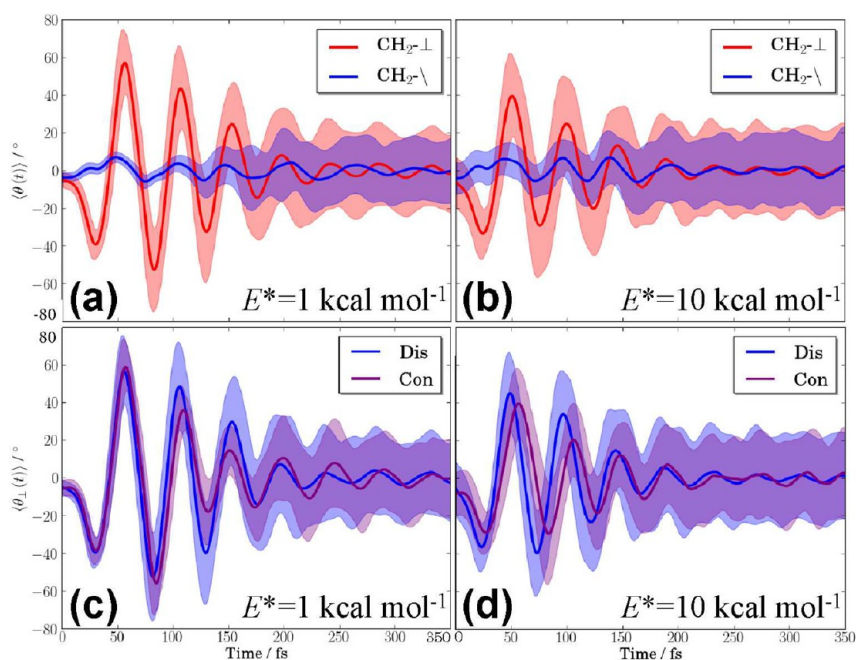 80
60
40
20
0
-20
-40
-60
-80
⟨θ (t)⟩ / °
CH₂-⊥
CH₂-\
(a)
E*=1 kcal mol⁻¹
CH₂-⊥
CH₂-\
(b)
E*=10 kcal mol⁻¹
80
60
40
20
0
−20
−40
−60
−80
⟨θ⊥(t)⟩ / °
Dis
Con
(c)
E*=1 kcal mol⁻¹
0
50
100
150
200
250
300
350
Time / fs
Dis
Con
(d)
E*=10 kcal mol⁻¹
0
50
100
150
200
250
300
350
Time / fs